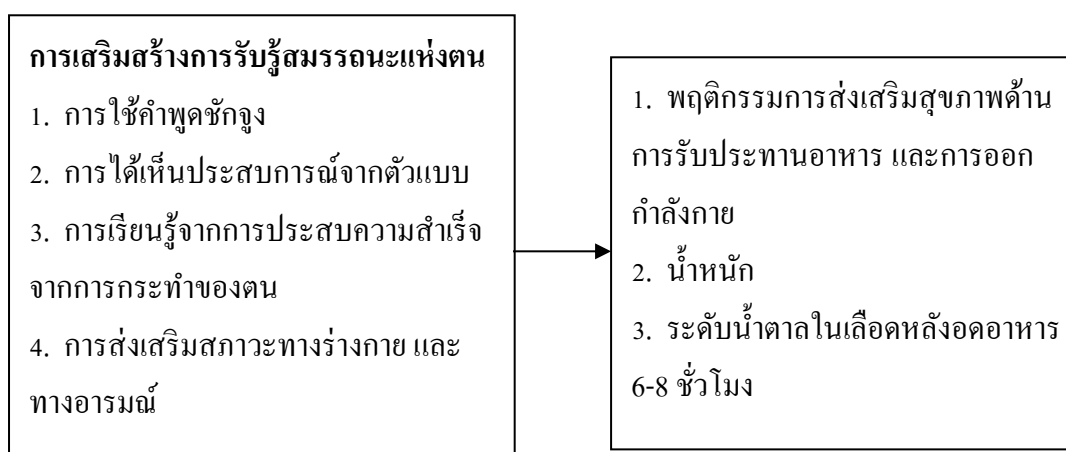 การเสริมสร้างการรับรู้สมรรถนะแห่งตน
1. การใช้คำพูดชักจูง
2. การได้เห็นประสบการณ์จากตัวแบบ
3. การเรียนรู้จากการประสบความสำเร็จ
จากการกระทำของตน
4. การส่งเสริมสภาวะทางร่างกาย และ
ทางอารมณ์
1. พฤติกรรมการส่งเสริมสุขภาพด้าน
การรับประทานอาหาร และการออก
กำลังกาย
2. น้ำหนัก
3. ระดับน้ำตาลในเลือดหลังอดอาหาร
6-8 ชั่วโมง